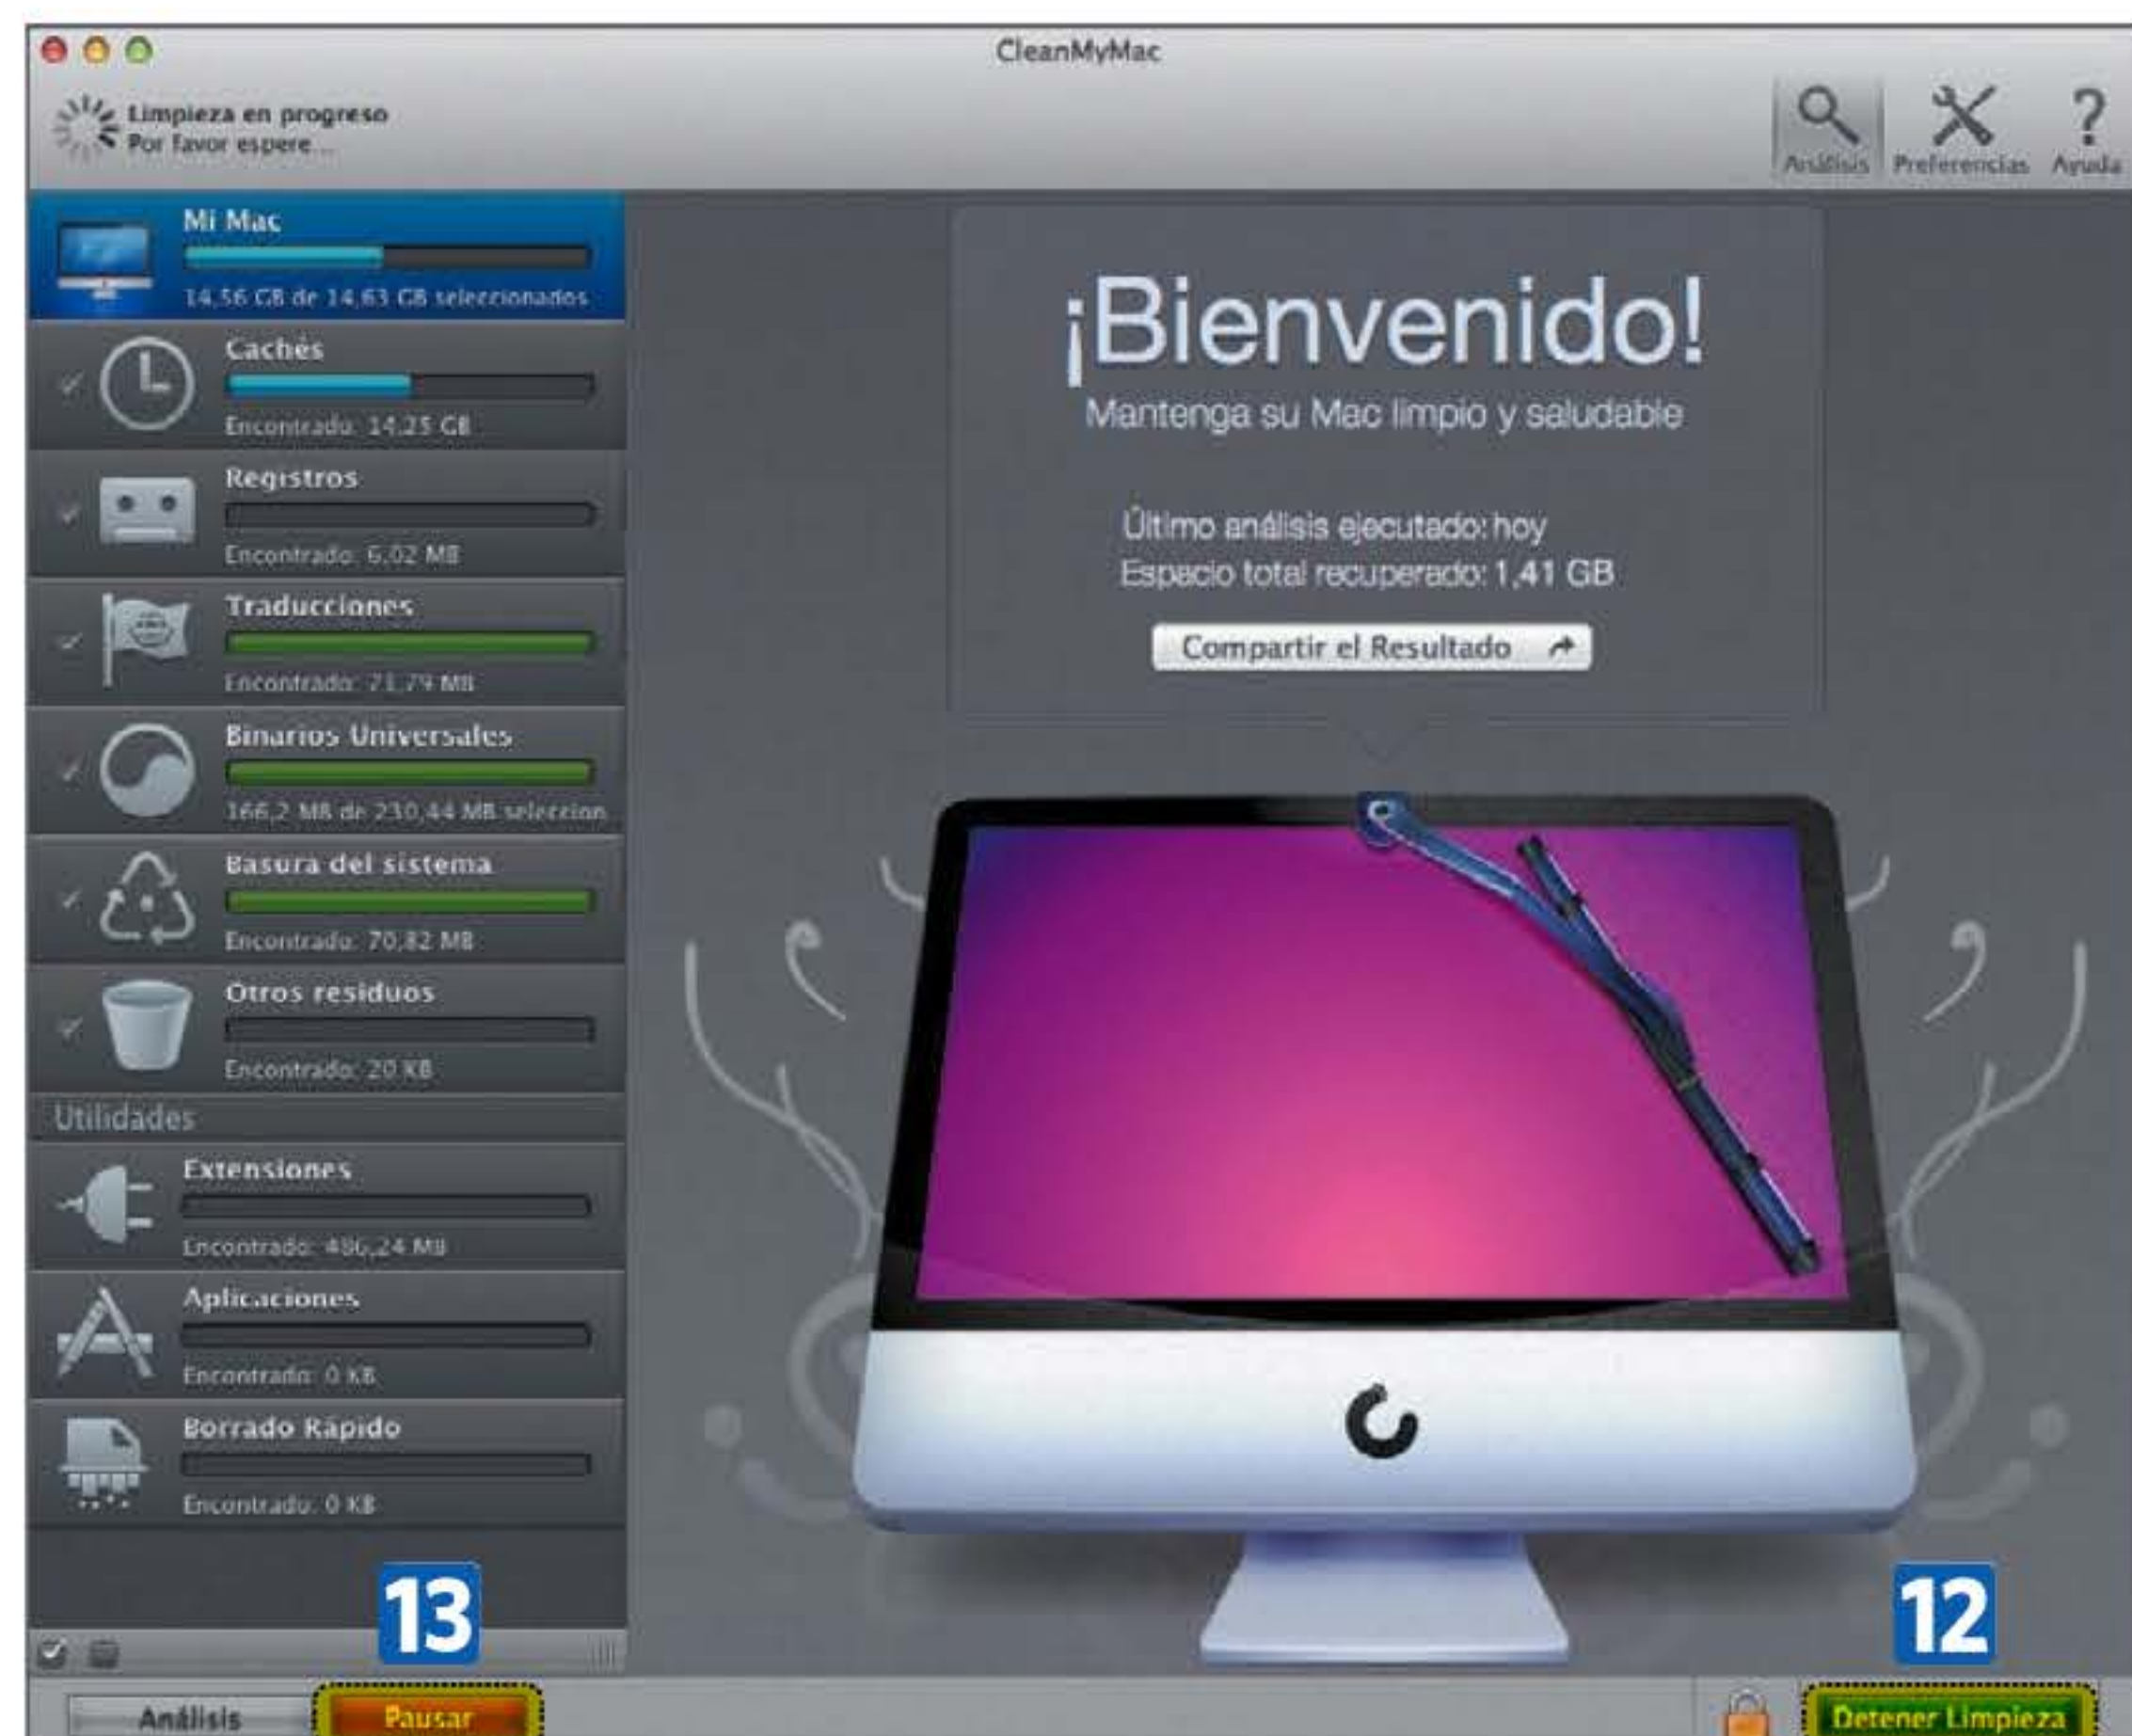 CleanMyMac
Limpieza en progreso
Por favor espere...
Análisis
Preferencias
Ayuda
Mi Mac
14,56 GB de 14,63 GB seleccionados
Cachés
Encontrado: 14,25 GB
Registros
Encontrado: 6,02 MB
Traducciones
Encontrado: 71,79 MB
Binarios Universales
166,2 MB de 230,44 MB seleccion
Basura del sistema
Encontrado: 70,82 MB
Otros residuos
Encontrado: 20 KB
Utilidades
Extensiones
Encontrado: 486,24 MB
Aplicaciones
Encontrado: 0 KB
Borrado Rápido
Encontrado: 0 KB
¡Bienvenido!
Mantenga su Mac limpio y saludable
Último análisis ejecutado: hoy
Espacio total recuperado: 1,41 GB
Compartir el Resultado
13
12
Análisis
Pausar
Detener Limpieza